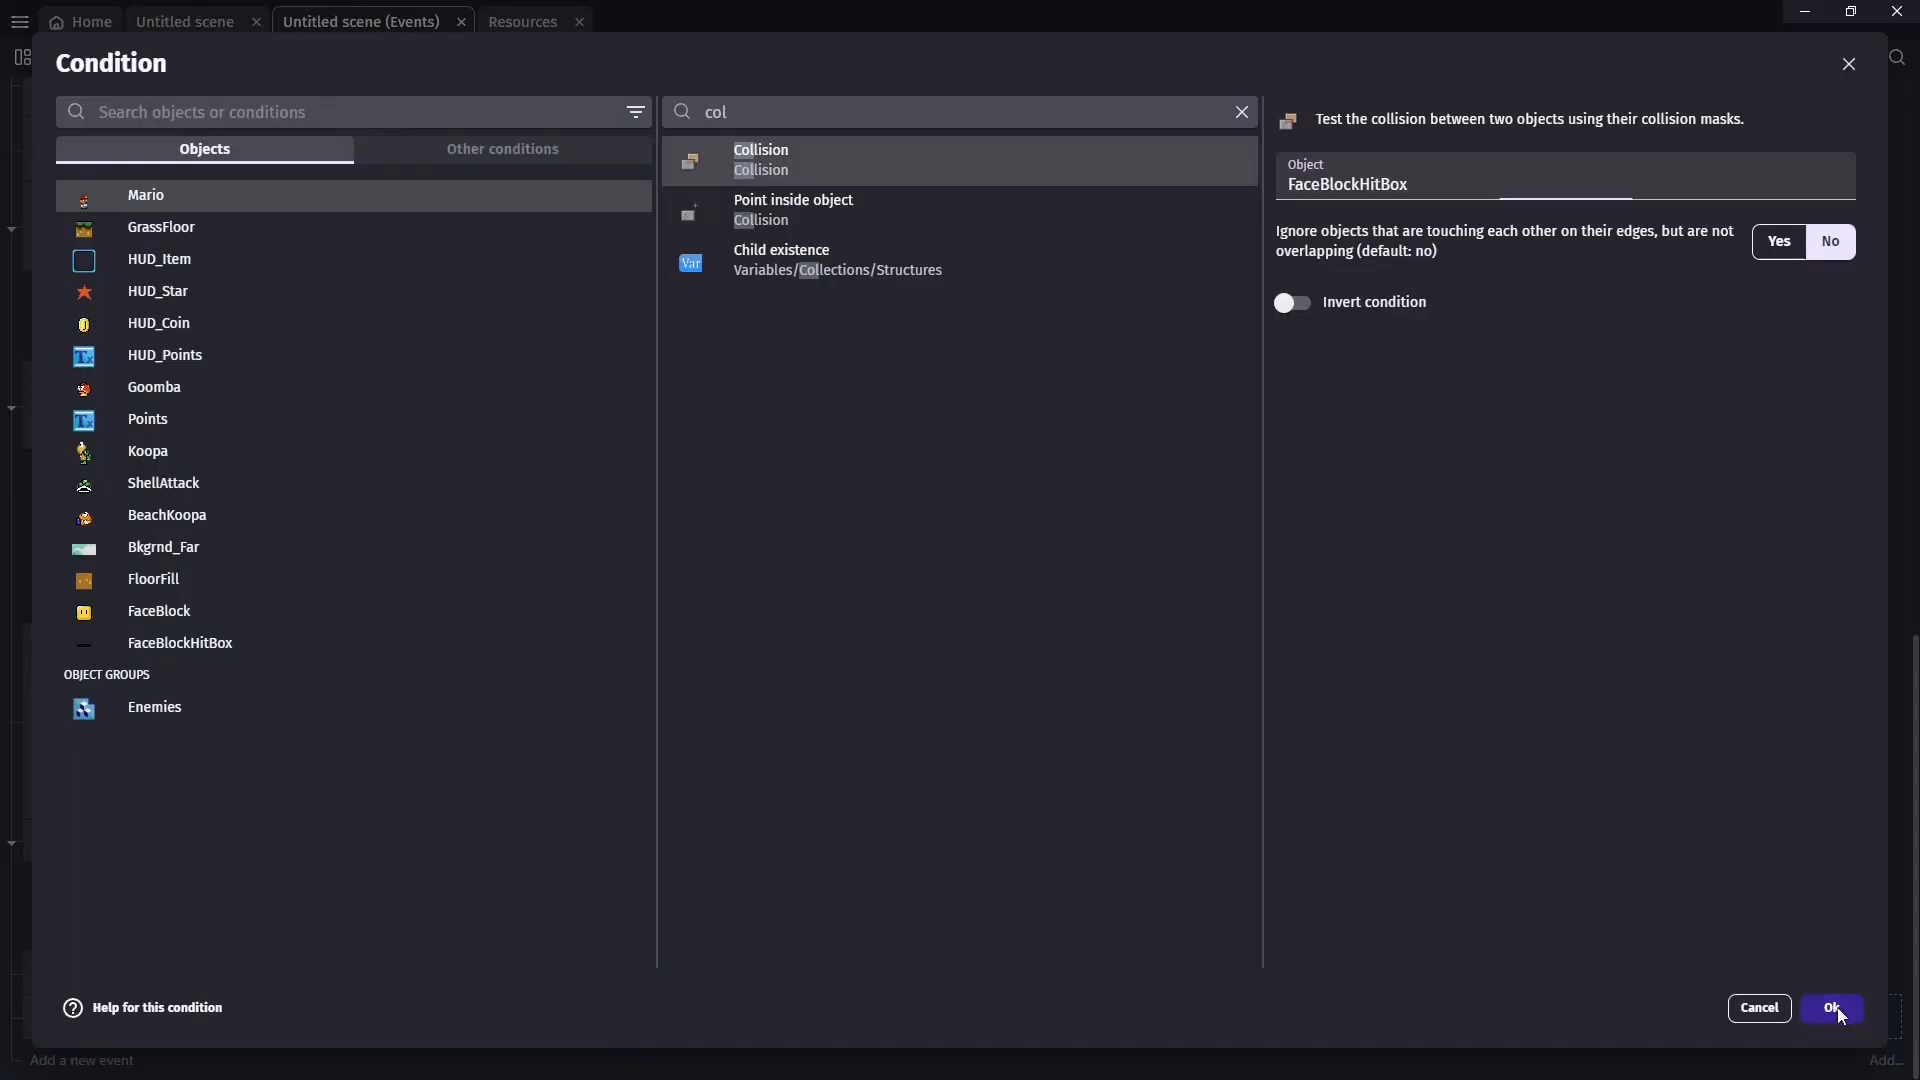 Home
Untitled scene
Untitled scene (Events)
Resources
Condition
Search objects or conditions
Objects
Other conditions
Mario
GrassFloor
HUD_Item
HUD_Star
HUD_Coin
Tx
HUD_Points
Goomba
Tx
Points
Koopa
ShellAttack
BeachKoopa
Bkgrnd_Far
FloorFill
FaceBlock
FaceBlockHitBox
OBJECT GROUPS
Enemies
col
Collision
Collision
Point inside object
Collision
Var
Child existence
Variables/Collections/Structures
Test the collision between two objects using their collision masks.
Object
FaceBlockHitBox
Ignore objects that are touching each other on their edges, but are not
overlapping (default: no)
Yes
No
Invert condition
? Help for this condition
Cancel
Ok
Add a new event
Add...